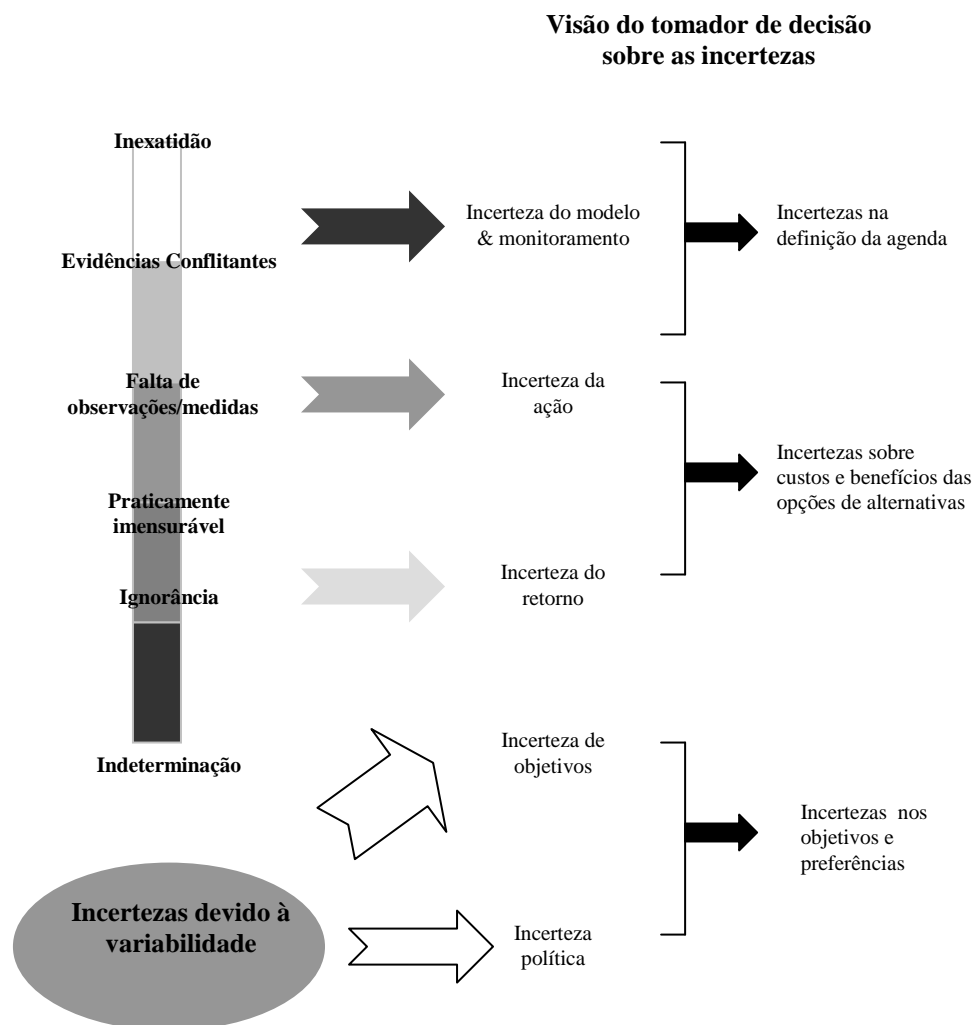 Visão do tomador de decisão
sobre as incertezas
Inexatidão
Evidências Conflitantes
Falta de
observações/medidas
Praticamente
imensurável
Ignorância
Indeterminação
Incertezas devido à
variabilidade
Incerteza do modelo
& monitoramento
Incerteza da
ação
Incerteza do
retorno
Incerteza de
objetivos
Incerteza
política
Incertezas na
definição da agenda
Incertezas sobre
custos e benefícios das
opções de alternativas
Incertezas nos
objetivos e
preferências